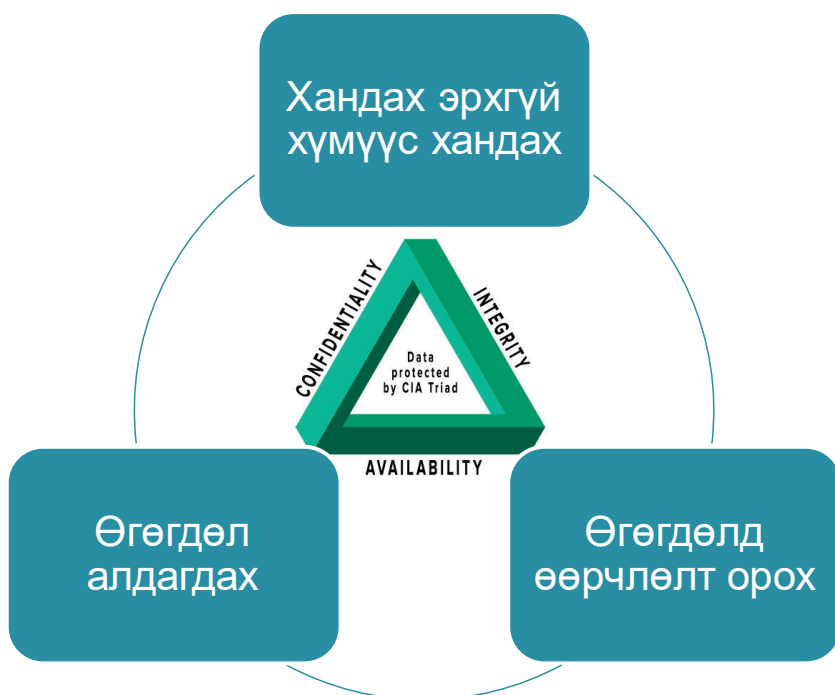 Хандах эрхгүй
хүмүүс хандах
CONFIDENTIALITY
INTEGRITY
Data
protected
by CIA Triad
AVAILABILITY
Өгөгдөл
алдагдах
Өгөгдөлд
өөрчлөлт орох